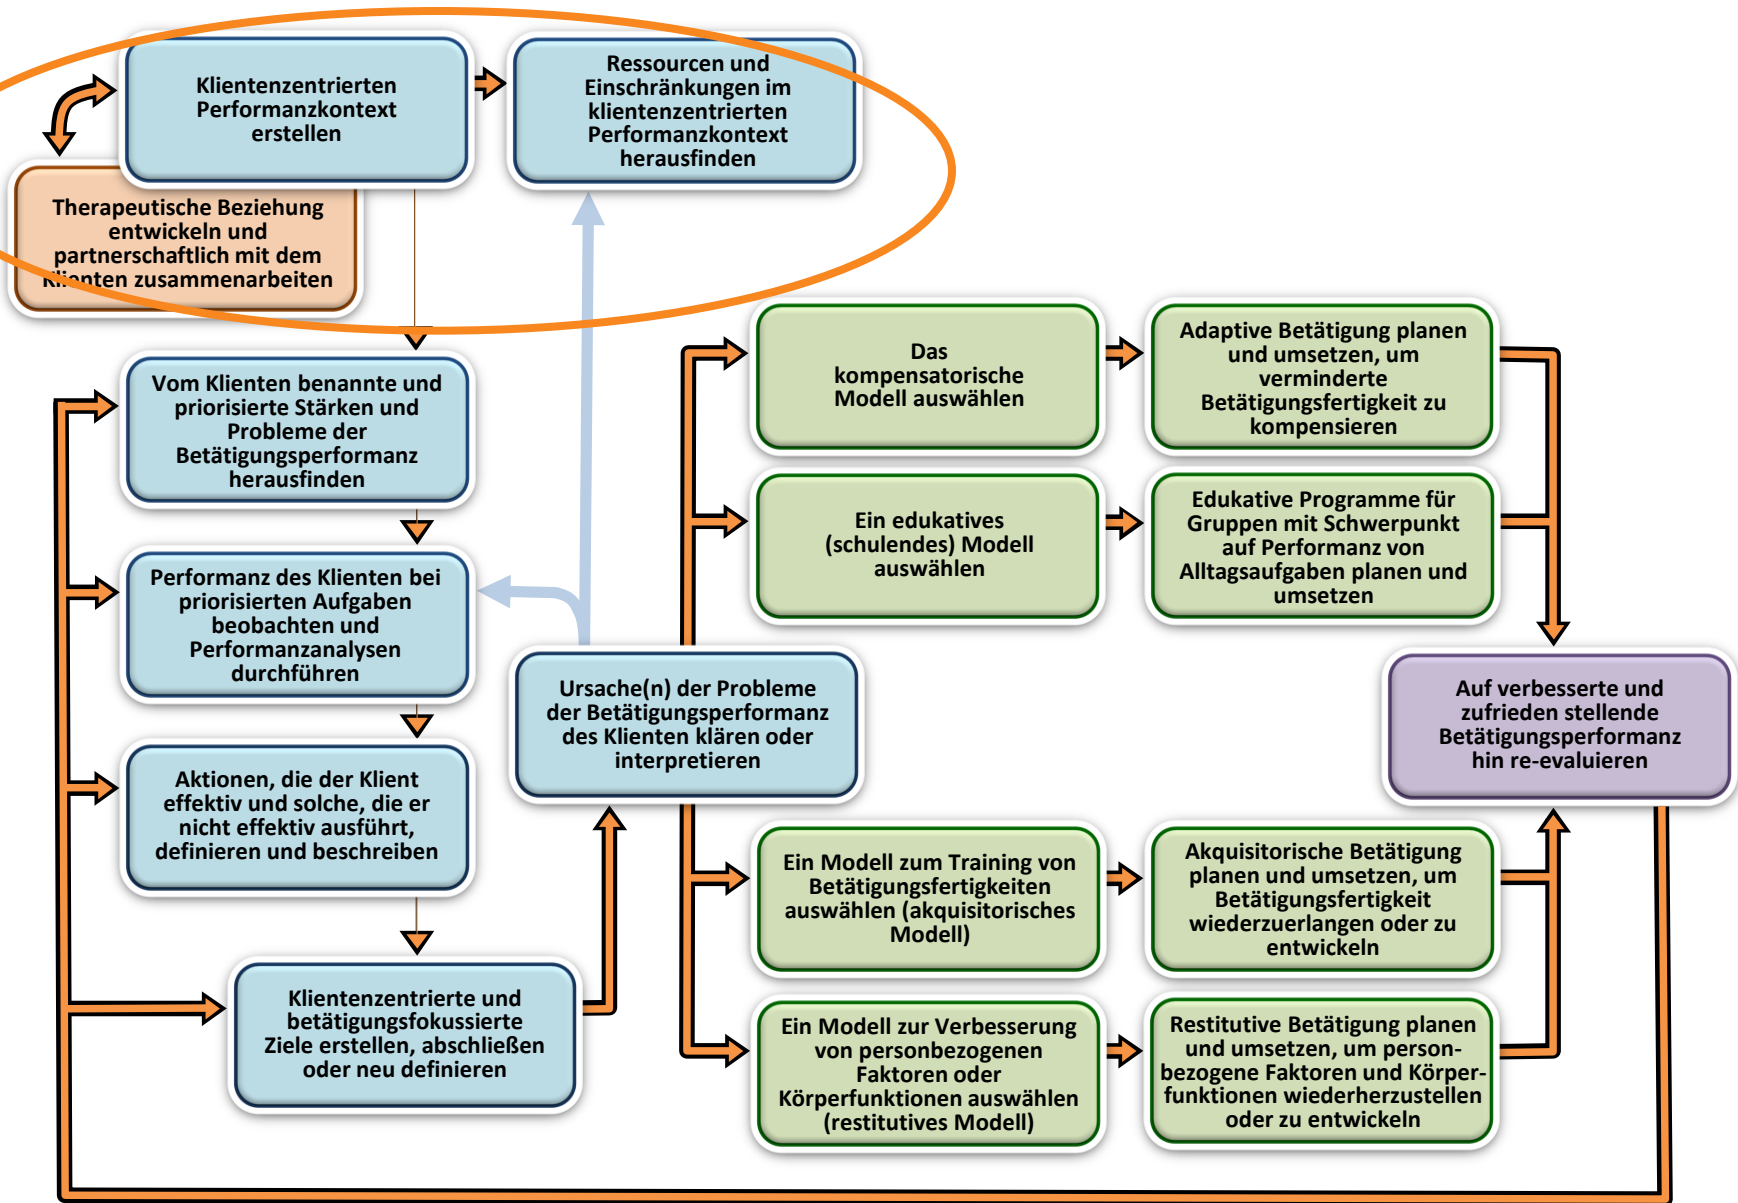 Klientenzentrierten
Performanzkontext
erstellen
Ressourcen und
Einschränkungen im
klientenzentrierten
Performanzkontext
herausfinden
Therapeutische Beziehung
entwickeln und
partnerschaftlich mit dem
Klienten zusammenarbeiten
Vom Klienten benannte und
priorisierte Stärken und
Probleme der
Betätigungsperformanz
herausfinden
Performanz des Klienten bei
priorisierten Aufgaben
beobachten und
Performanzanalysen
durchführen
Aktionen, die der Klient
effektiv und solche, die er
nicht effektiv ausführt,
definieren und beschreiben
Klientenzentrierte und
betätigungsfokussierte
Ziele erstellen, abschließen
oder neu definieren
Ursache(n) der Probleme
der Betätigungsperformanz
des Klienten klären oder
interpretieren
Das
kompensatorische
Modell auswählen
Adaptive Betätigung planen
und umsetzen, um
verminderte
Betätigungsfertigkeit zu
kompensieren
Ein edukatives
(schulendes) Modell
auswählen
Edukative Programme für
Gruppen mit Schwerpunkt
auf Performanz von
Alltagsaufgaben planen und
umsetzen
Ein Modell zum Training von
Betätigungsfertigkeiten
auswählen (akquisitorisches
Modell)
Akquisitorische Betätigung
planen und umsetzen, um
Betätigungsfertigkeit
wiederzuerlangen oder zu
entwickeln
Ein Modell zur Verbesserung
von personbezogenen
Faktoren oder
Körperfunktionen auswählen
(restitutives Modell)
Restitutive Betätigung planen
und umsetzen, um person-
bezogene Faktoren und Körper-
funktionen wiederherzustellen
oder zu entwickeln
Auf verbesserte und
zufrieden stellende
Betätigungsperformanz
hin re-evaluieren